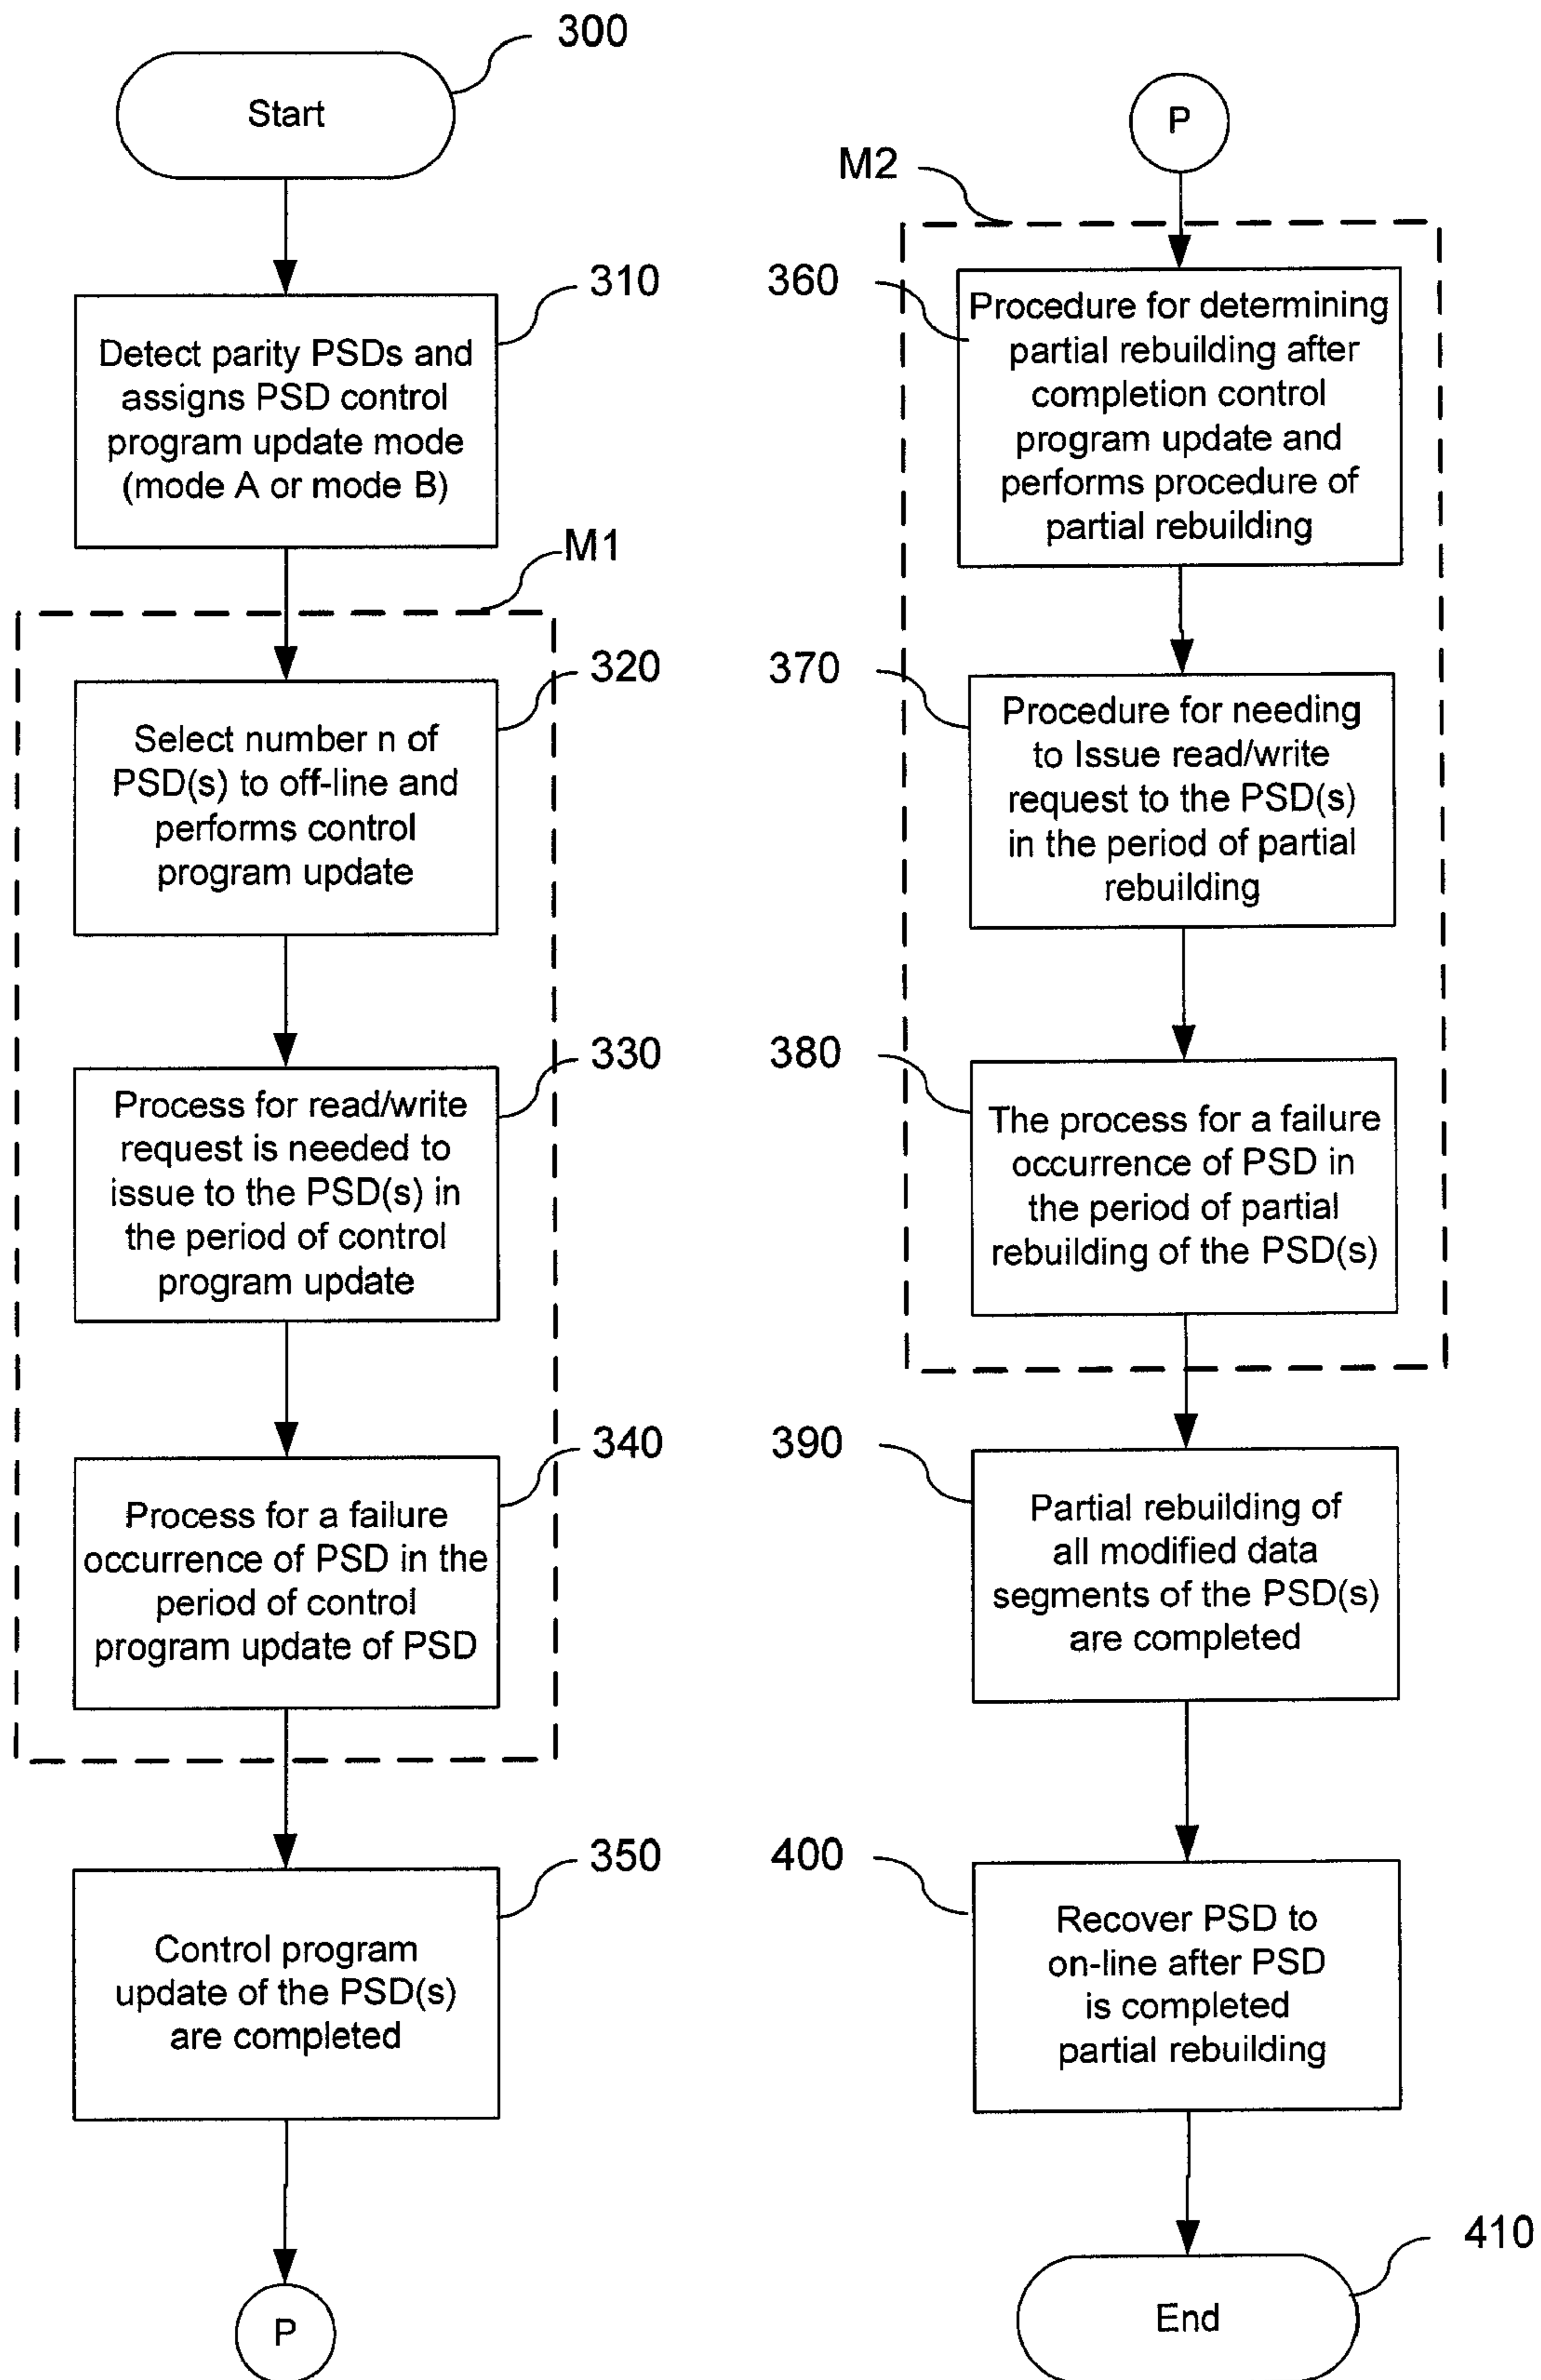 300
Start
310
Detect parity PSDs and
assigns PSD control
program update mode
(mode A or mode B)
M1
320
Select number n of
PSD(s) to off-line and
performs control
program update
330
Process for read/write
request is needed to
issue to the PSD(s) in
the period of control
program update
340
Process for a failure
occurrence of PSD in the
period of control
program update of PSD
350
Control program
update of the PSD(s)
are completed
P
P
M2
360
Procedure for determining
partial rebuilding after
completion control
program update and
performs procedure of
partial rebuilding
370
Procedure for needing
to Issue read/write
request to the PSD(s)
in the period of partial
rebuilding
380
The process for a failure
occurrence of PSD in
the period of partial
rebuilding of the PSD(s)
390
Partial rebuilding of
all modified data
segments of the PSD(s)
are completed
400
Recover PSD to
on-line after PSD
is completed
partial rebuilding
410
End